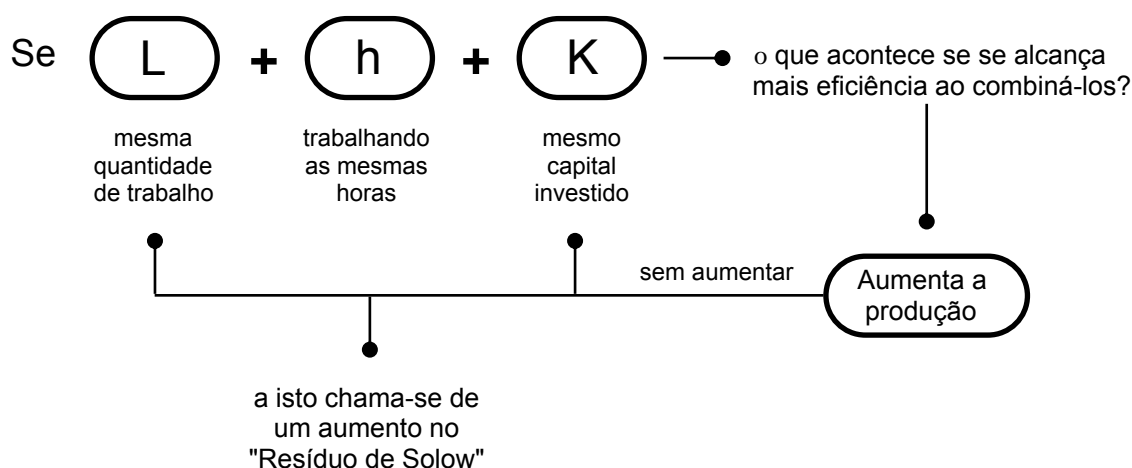 Se L + h + K
o que acontece se se alcança
mais eficiência ao combiná-los?
mesma
quantidade
de trabalho
trabalhando
as mesmas
horas
mesmo
capital
investido
sem aumentar
Aumenta a
produção
a isto chama-se de
um aumento no
"Resíduo de Solow"